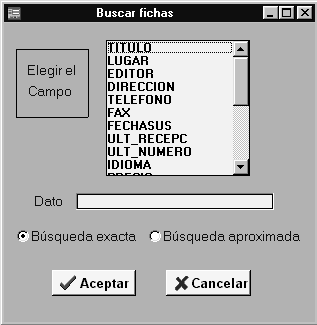 Buscar fichas
Elegir el
Campo
TITULO
LUGAR
EDITOR
DIRECCION
TELEFONO
FAX
FECHASUS
ULT_RECEPC
ULT_NUMERO
IDIOMA
PRECIO
Dato
Búsqueda exacta Búsqueda aproximada
Aceptar Cancelar